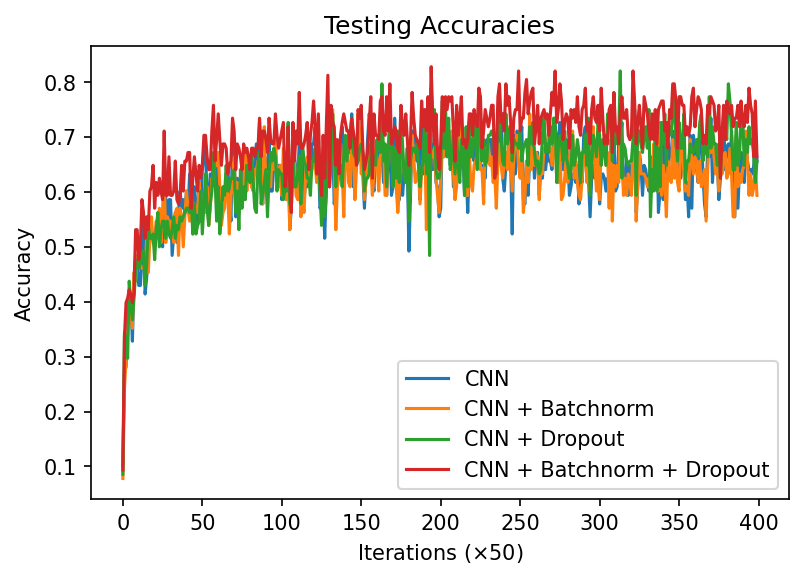 Testing Accuracies
Accuracy
0.8
0.7
0.6
0.5
0.4
0.3
0.2
0.1
CNN
CNN + Batchnorm
CNN + Dropout
CNN + Batchnorm + Dropout
0 50 100 150 200 250 300 350 400
Iterations (×50)